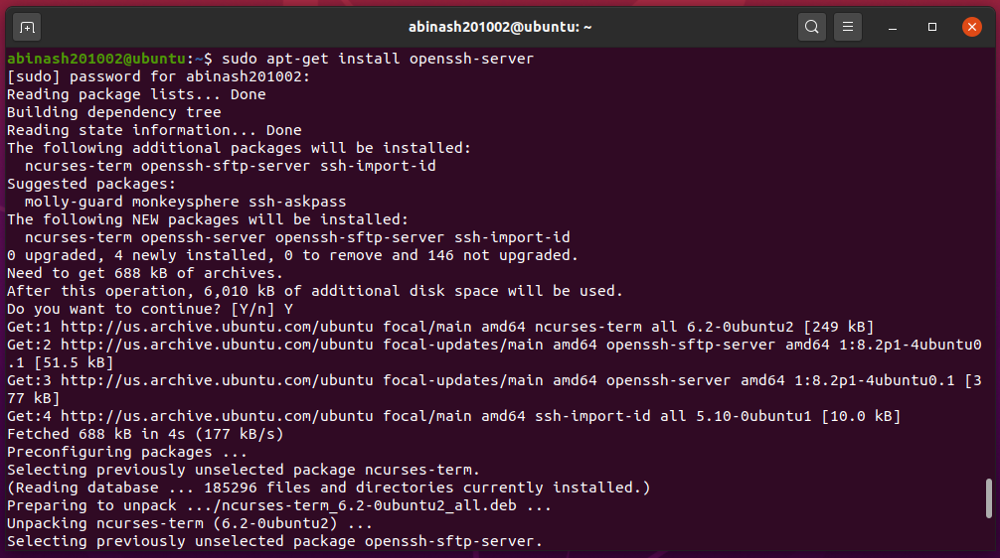 abinash201002@ubuntu: ~
abinash201002@ubuntu:~$ sudo apt-get install openssh-server
[sudo] password for abinash201002:
Reading package lists... Done
Building dependency tree
Reading state information... Done
The following additional packages will be installed:
  ncurses-term openssh-sftp-server ssh-import-id
Suggested packages:
  molly-guard monkeysphere ssh-askpass
The following NEW packages will be installed:
  ncurses-term openssh-server openssh-sftp-server ssh-import-id
0 upgraded, 4 newly installed, 0 to remove and 146 not upgraded.
Need to get 688 kB of archives.
After this operation, 6,010 kB of additional disk space will be used.
Do you want to continue? [Y/n] Y
Get:1 http://us.archive.ubuntu.com/ubuntu focal/main amd64 ncurses-term all 6.2-0ubuntu2 [249 kB]
Get:2 http://us.archive.ubuntu.com/ubuntu focal-updates/main amd64 openssh-sftp-server amd64 1:8.2p1-4ubuntu0
.1 [51.5 kB]
Get:3 http://us.archive.ubuntu.com/ubuntu focal-updates/main amd64 openssh-server amd64 1:8.2p1-4ubuntu0.1 [3
77 kB]
Get:4 http://us.archive.ubuntu.com/ubuntu focal/main amd64 ssh-import-id all 5.10-0ubuntu1 [10.0 kB]
Fetched 688 kB in 4s (177 kB/s)
Preconfiguring packages ...
Selecting previously unselected package ncurses-term.
(Reading database ... 185296 files and directories currently installed.)
Preparing to unpack .../ncurses-term_6.2-0ubuntu2_all.deb ...
Unpacking ncurses-term (6.2-0ubuntu2) ...
Selecting previously unselected package openssh-sftp-server.